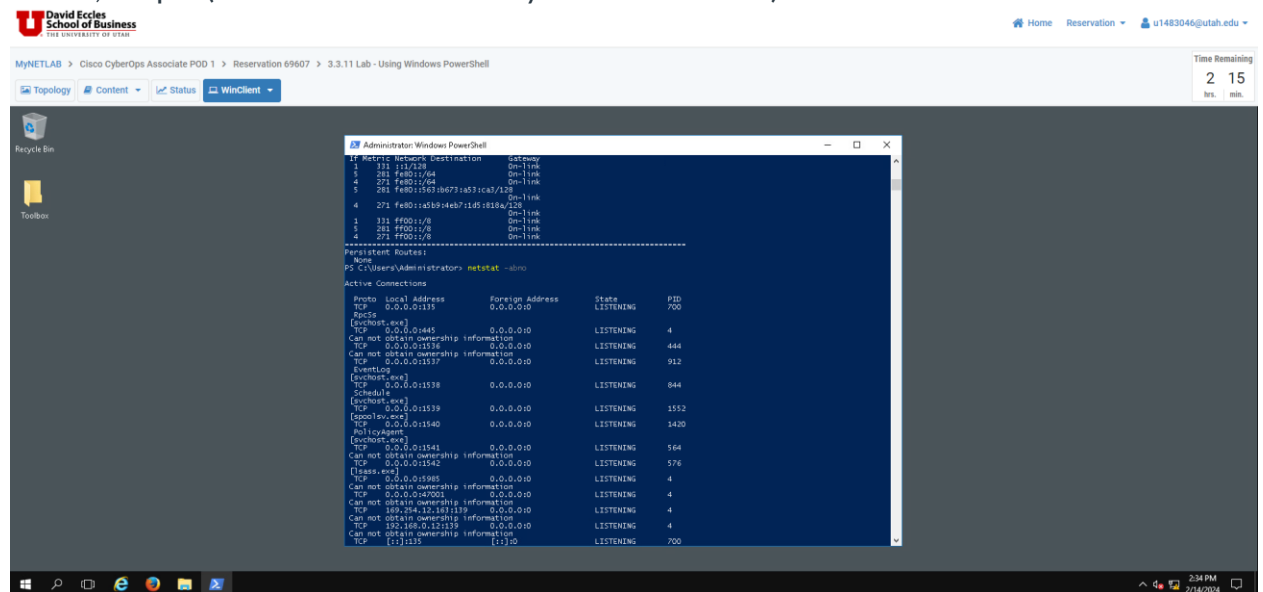 David Eccles
School of Business
THE UNIVERSITY OF UTAH
Home Reservation u1483046@utah.edu
MyNETLAB > Cisco CyberOps Associate POD 1 > Reservation 69607 > 3.3.11 Lab - Using Windows PowerShell
Time Remaining
2 15
hrs. min.
Topology Content Status WinClient
Recycle Bin
Toolbox
Administrator: Windows PowerShell
If Metric Network Destination Gateway
1 331 ::1/128 On-link
5 281 fe80::/64 On-link
4 271 fe80::/64 On-link
5 281 fe80::563:b673:a53:ca3/128
On-link
4 271 fe80::a5b9:4eb7:1d5:818a/128
On-link
1 331 ff00::/8 On-link
5 281 ff00::/8 On-link
4 271 ff00::/8 On-link
===========================================================================
Persistent Routes:
None
PS C:\Users\Administrator> netstat -abno
Active Connections
Proto Local Address Foreign Address State PID
TCP 0.0.0.0:135 0.0.0.0:0 LISTENING 700
RpcSs
[svchost.exe]
TCP 0.0.0.0:445 0.0.0.0:0 LISTENING 4
Can not obtain ownership information
TCP 0.0.0.0:1536 0.0.0.0:0 LISTENING 444
Can not obtain ownership information
TCP 0.0.0.0:1537 0.0.0.0:0 LISTENING 912
EventLog
[svchost.exe]
TCP 0.0.0.0:1538 0.0.0.0:0 LISTENING 844
Schedule
[svchost.exe]
TCP 0.0.0.0:1539 0.0.0.0:0 LISTENING 1552
[spoolsv.exe]
TCP 0.0.0.0:1540 0.0.0.0:0 LISTENING 1420
PolicyAgent
[svchost.exe]
TCP 0.0.0.0:1541 0.0.0.0:0 LISTENING 564
Can not obtain ownership information
TCP 0.0.0.0:1542 0.0.0.0:0 LISTENING 576
[lsass.exe]
TCP 0.0.0.0:5985 0.0.0.0:0 LISTENING 4
Can not obtain ownership information
TCP 0.0.0.0:47001 0.0.0.0:0 LISTENING 4
Can not obtain ownership information
TCP 169.254.12.163:139 0.0.0.0:0 LISTENING 4
Can not obtain ownership information
TCP 192.168.0.12:139 0.0.0.0:0 LISTENING 4
Can not obtain ownership information
TCP [::]:135 [::]:0 LISTENING 700
2:34 PM
2/14/2024